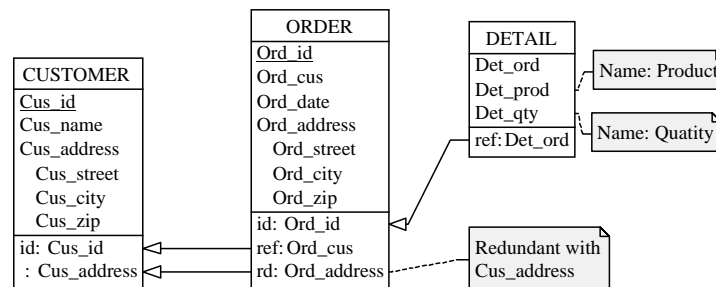 CUSTOMER
Cus_id
Cus_name
Cus_address
Cus_street
Cus_city
Cus_zip
id: Cus_id
: Cus_address
ORDER
Ord_id
Ord_cus
Ord_date
Ord_address
Ord_street
Ord_city
Ord_zip
id: Ord_id
ref:Ord_cus
rd: Ord_address
DETAIL
Det_ord
Det_prod
Det_qty
ref:Det_ord
Name: Product
Name: Quatity
Redundant with
Cus_address